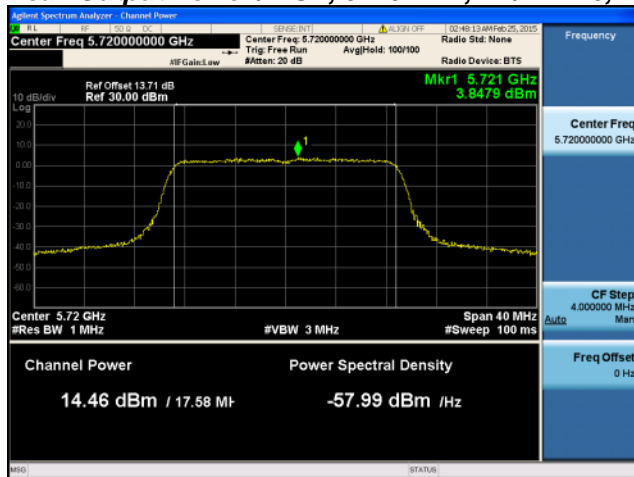 Agilent Spectrum Analyzer - Channel Power
RL RF 50 Ω DC SENSE:INT ALIGN OFF 02:48:13 AM Feb 25, 2015
Center Freq 5.720000000 GHz
Center Freq: 5.720000000 GHz
Radio Std: None
Trig: Free Run Avg|Hold: 100/100
#IFGain:Low #Atten: 20 dB Radio Device: BTS
Frequency
Mkr1 5.721 GHz
3.8479 dBm
Ref Offset 13.71 dB
10 dB/div Ref 30.00 dBm
Log
20.0
10.0
0.00
-10.0
-20.0
-30.0
-40.0
-50.0
-60.0
1
Center 5.72 GHz Span 40 MHz
#Res BW 1 MHz #VBW 3 MHz #Sweep 100 ms
Center Freq
5.720000000 GHz
CF Step
4.000000 MHz
Auto Man
Freq Offset
0 Hz
Channel Power Power Spectral Density
14.46 dBm / 17.58 MH -57.99 dBm /Hz
MSG STATUS